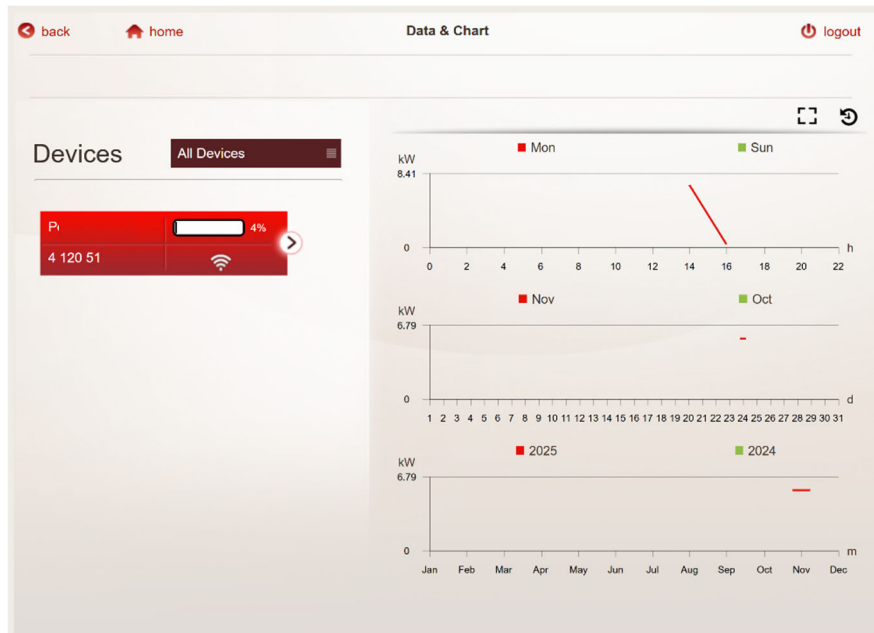 back home Data & Chart logout
Devices
All Devices
4%
4 120 51
Mon Sun
kW
8.41
0 h
0 2 4 6 8 10 12 14 16 18 20 22
Nov Oct
kW
6.79
0 d
1 2 3 4 5 6 7 8 9 10 11 12 13 14 15 16 17 18 19 20 21 22 23 24 25 26 27 28 29 30 31
2025 2024
kW
6.79
0 m
Jan Feb Mar Apr May Jun Jul Aug Sep Oct Nov Dec